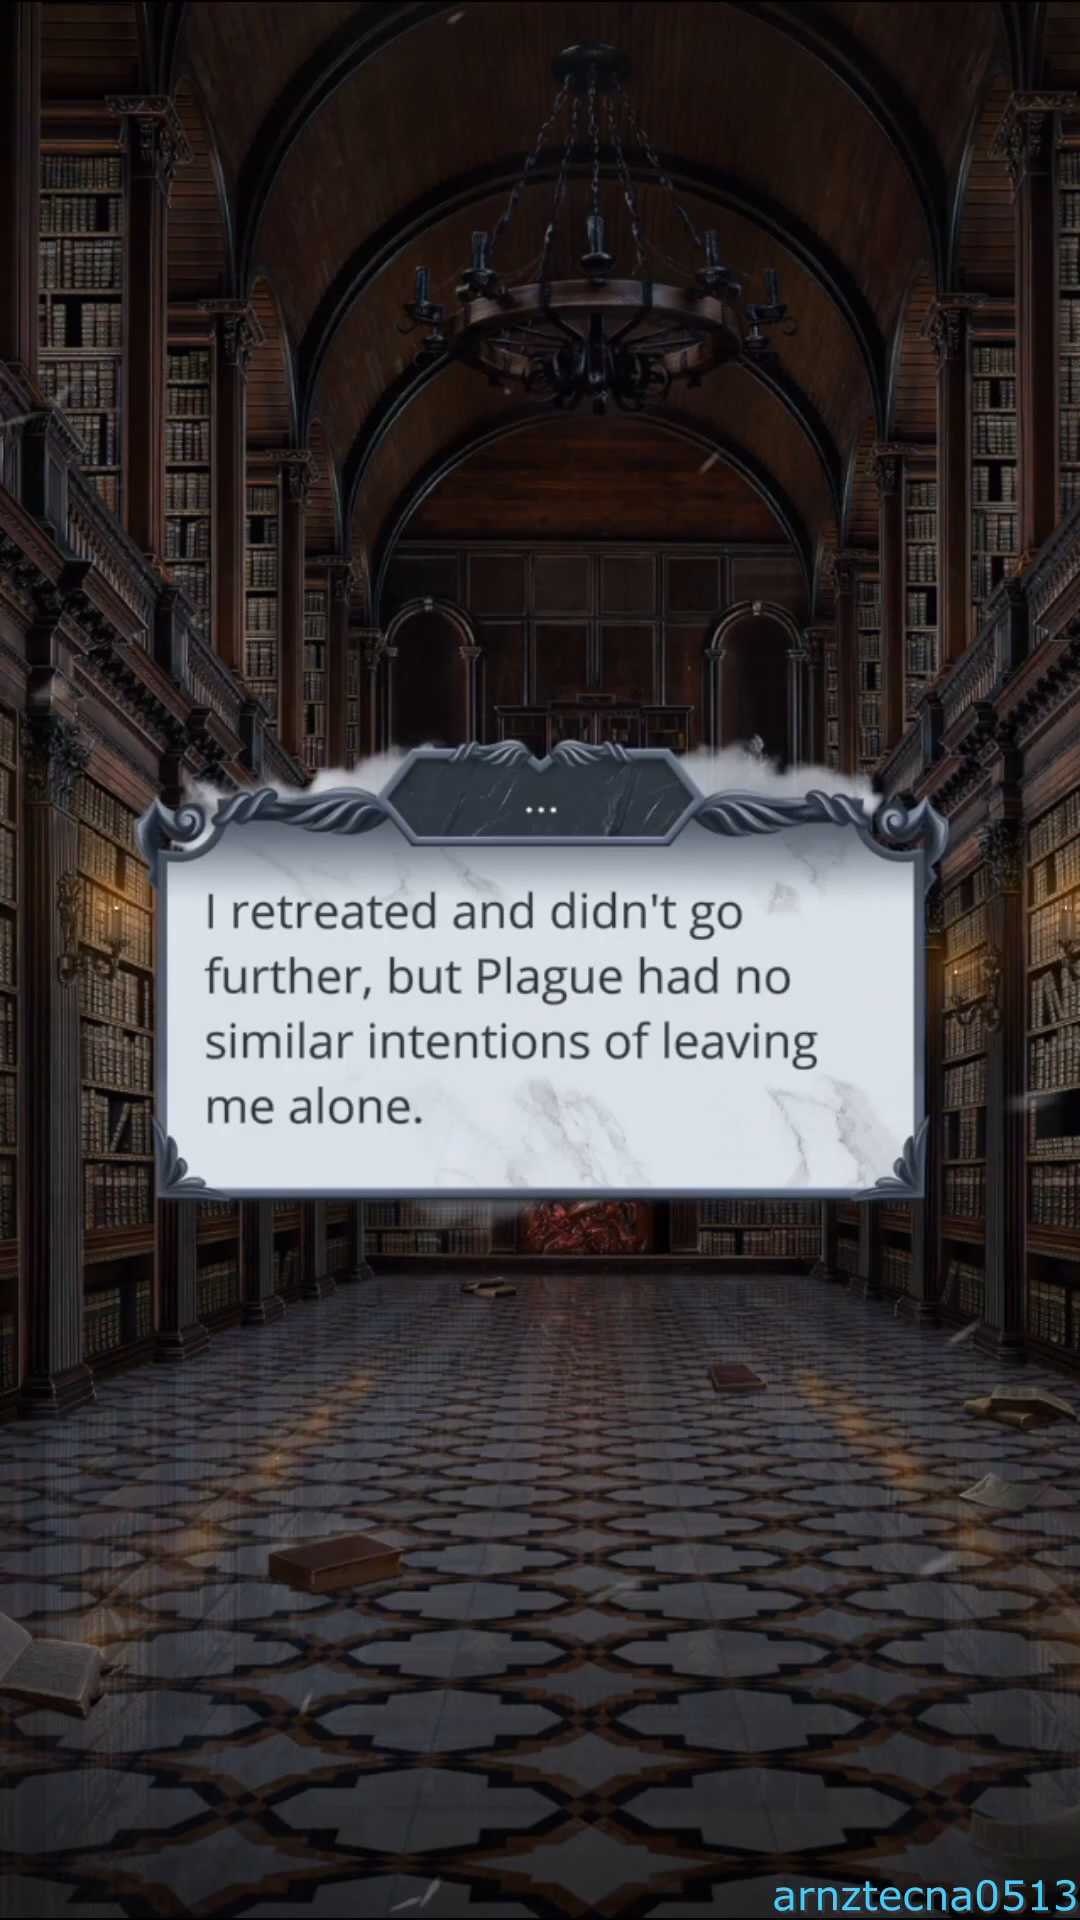 ...
I retreated and didn't go
further, but Plague had no
similar intentions of leaving
me alone.
arnztecna0513